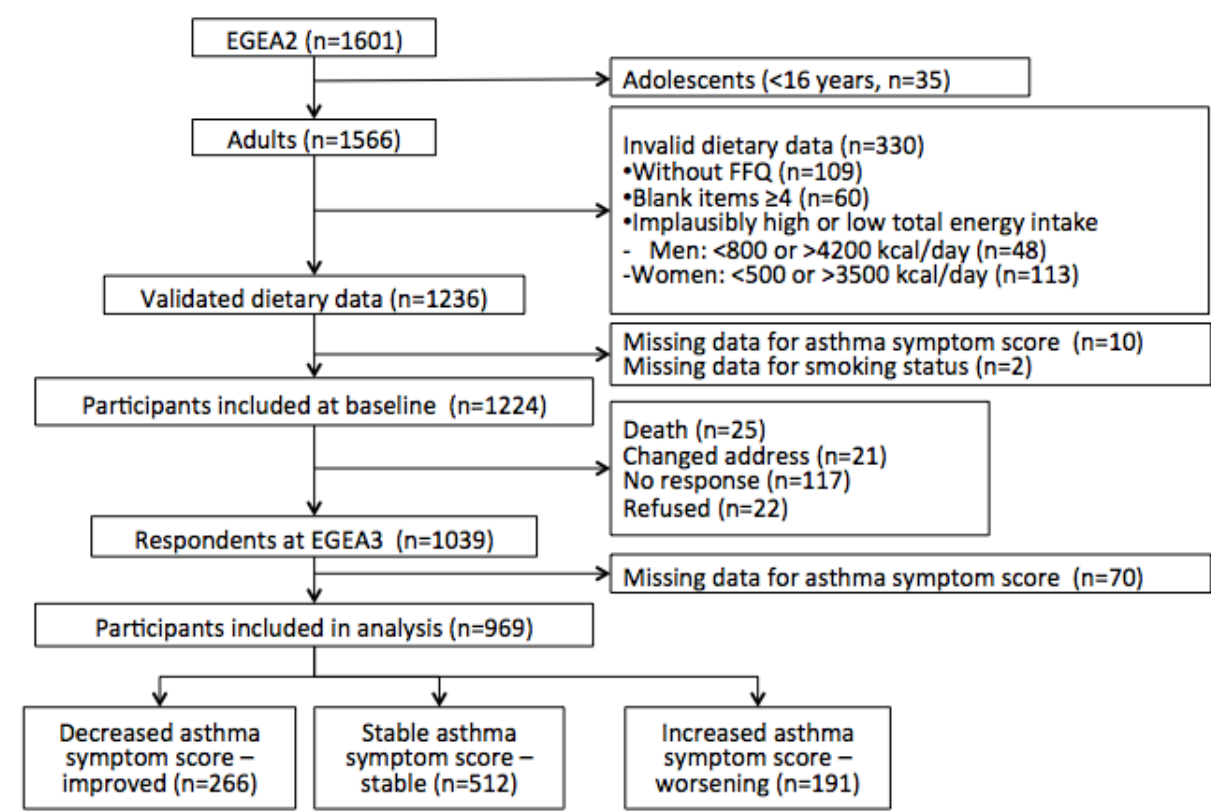 EGEA2 (n=1601)
Adolescents (<16 years, n=35)
Adults (n=1566)
Invalid dietary data (n=330)
•Without FFQ (n=109)
•Blank items ≥4 (n=60)
•Implausibly high or low total energy intake
- Men: <800 or >4200 kcal/day (n=48)
-Women: <500 or >3500 kcal/day (n=113)
Validated dietary data (n=1236)
Missing data for asthma symptom score (n=10)
Missing data for smoking status (n=2)
Participants included at baseline (n=1224)
Death (n=25)
Changed address (n=21)
No response (n=117)
Refused (n=22)
Respondents at EGEA3 (n=1039)
Missing data for asthma symptom score (n=70)
Participants included in analysis (n=969)
Decreased asthma
symptom score –
improved (n=266)
Stable asthma
symptom score –
stable (n=512)
Increased asthma
symptom score –
worsening (n=191)